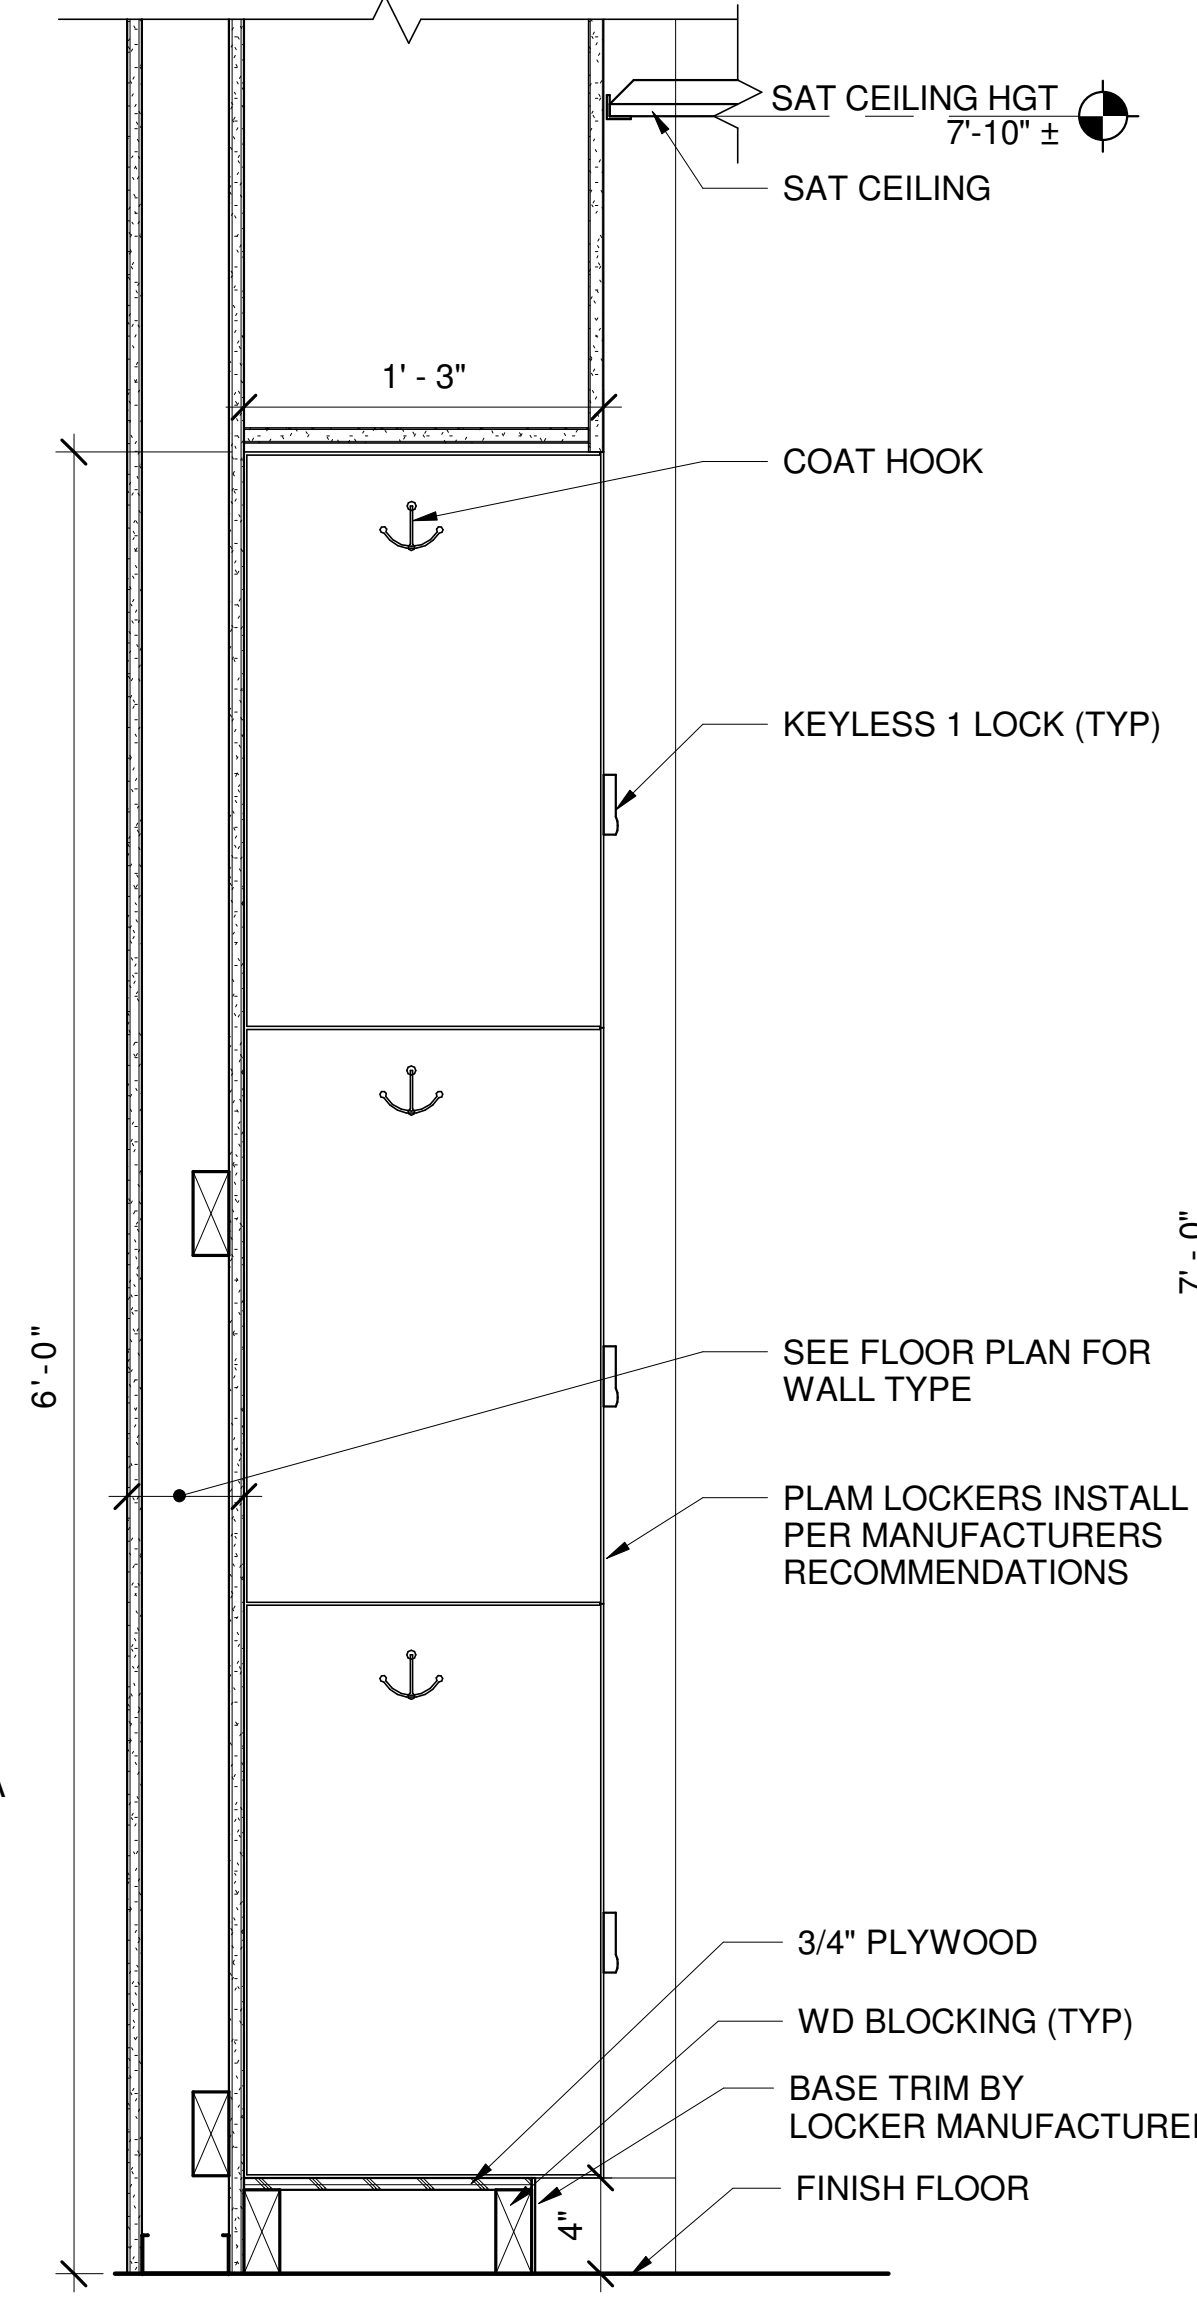 SAT CEILING HGT
7'-10" ±
SAT CEILING
1' - 3"
COAT HOOK
KEYLESS 1 LOCK (TYP)
7' - 0"
6'-0"
SEE FLOOR PLAN FOR
WALL TYPE
PLAM LOCKERS INSTALL
PER MANUFACTURERS
RECOMMENDATIONS
A
3/4" PLYWOOD
WD BLOCKING (TYP)
BASE TRIM BY
LOCKER MANUFACTURER
FINISH FLOOR
4"